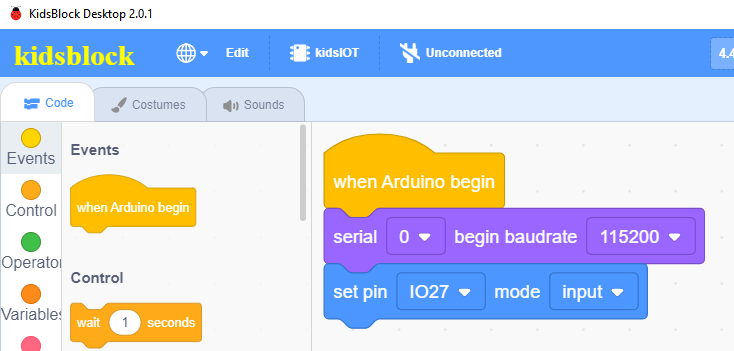 KidsBlock Desktop 2.0.1
kidsblock Edit kidsIOT Unconnected 4.4
Code Costumes Sounds
Events
Control
Operator
Variables
Events
when Arduino begin
Control
wait 1 seconds
when Arduino begin
serial 0 begin baudrate 115200
set pin IO27 mode input